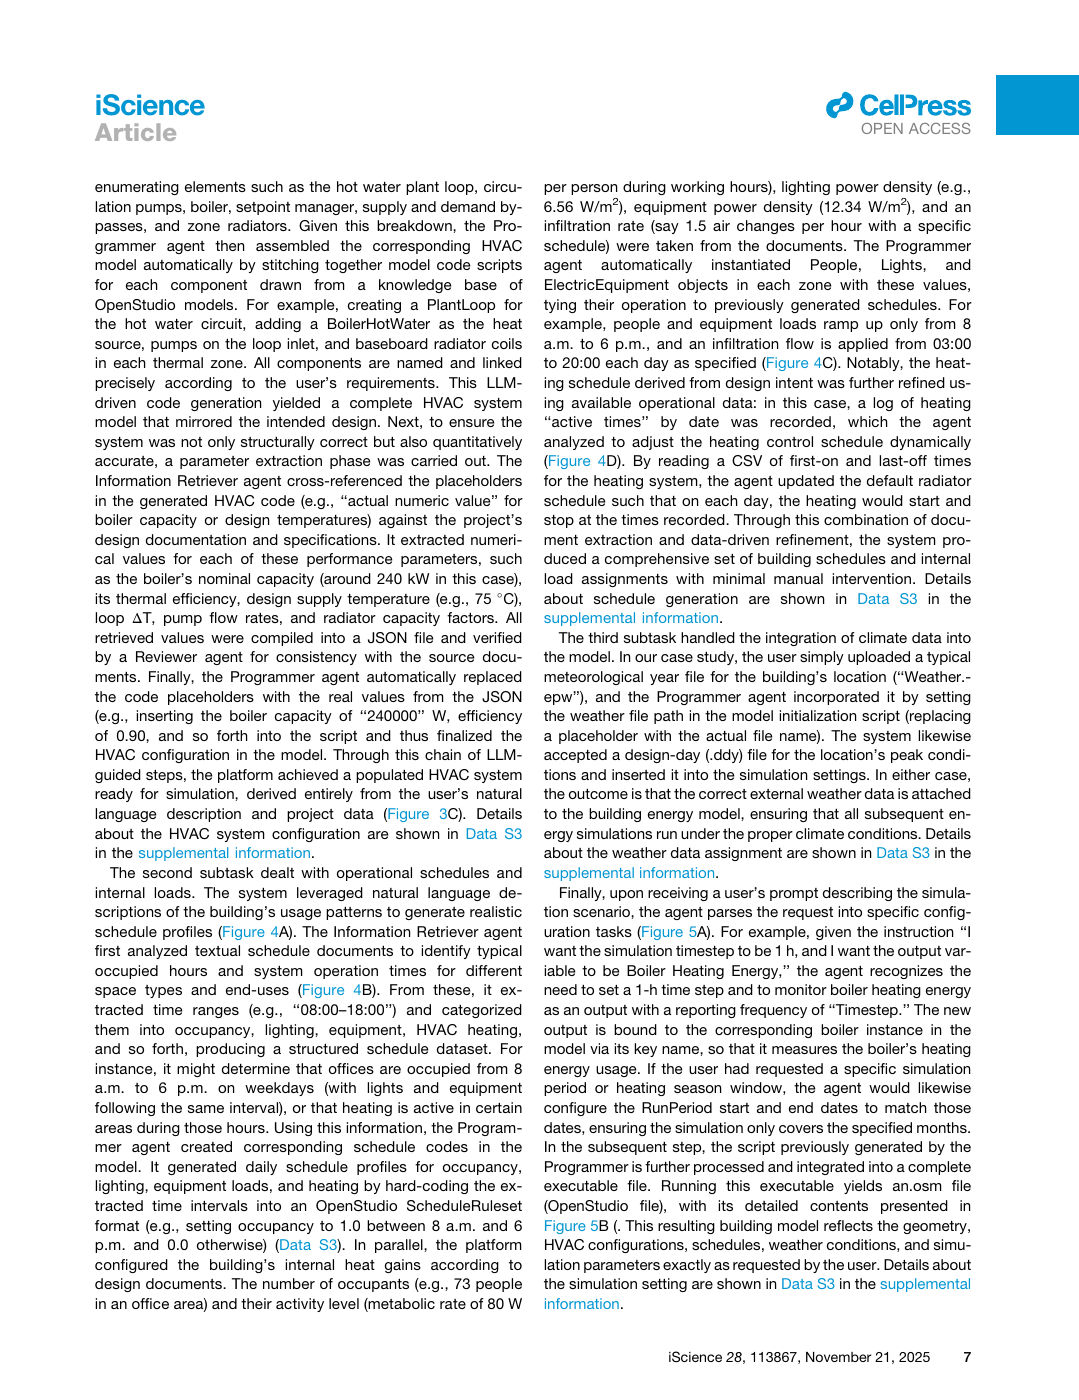 iScience
Article
CellPress
OPEN ACCESS
enumerating elements such as the hot water plant loop, circu-
lation pumps, boiler, setpoint manager, supply and demand by-
passes, and zone radiators. Given this breakdown, the Pro-
grammer agent then assembled the corresponding HVAC
model automatically by stitching together model code scripts
for each component drawn from a knowledge base of
OpenStudio models. For example, creating a PlantLoop for
the hot water circuit, adding a BoilerHotWater as the heat
source, pumps on the loop inlet, and baseboard radiator coils
in each thermal zone. All components are named and linked
precisely according to the user's requirements. This LLM-
driven code generation yielded a complete HVAC system
model that mirrored the intended design. Next, to ensure the
system was not only structurally correct but also quantitatively
accurate, a parameter extraction phase was carried out. The
Information Retriever agent cross-referenced the placeholders
in the generated HVAC code (e.g., “actual numeric value” for
boiler capacity or design temperatures) against the project's
design documentation and specifications. It extracted numeri-
cal values for each of these performance parameters, such
as the boiler's nominal capacity (around 240 kW in this case),
its thermal efficiency, design supply temperature (e.g., 75 °C),
loop ΔT, pump flow rates, and radiator capacity factors. All
retrieved values were compiled into a JSON file and verified
by a Reviewer agent for consistency with the source docu-
ments. Finally, the Programmer agent automatically replaced
the code placeholders with the real values from the JSON
(e.g., inserting the boiler capacity of “240000” W, efficiency
of 0.90, and so forth into the script and thus finalized the
HVAC configuration in the model. Through this chain of LLM-
guided steps, the platform achieved a populated HVAC system
ready for simulation, derived entirely from the user's natural
language description and project data (Figure 3C). Details
about the HVAC system configuration are shown in Data S3
in the supplemental information.
The second subtask dealt with operational schedules and
internal loads. The system leveraged natural language de-
scriptions of the building's usage patterns to generate realistic
schedule profiles (Figure 4A). The Information Retriever agent
first analyzed textual schedule documents to identify typical
occupied hours and system operation times for different
space types and end-uses (Figure 4B). From these, it ex-
tracted time ranges (e.g., “08:00–18:00”) and categorized
them into occupancy, lighting, equipment, HVAC heating,
and so forth, producing a structured schedule dataset. For
instance, it might determine that offices are occupied from 8
a.m. to 6 p.m. on weekdays (with lights and equipment
following the same interval), or that heating is active in certain
areas during those hours. Using this information, the Program-
mer agent created corresponding schedule codes in the
model. It generated daily schedule profiles for occupancy,
lighting, equipment loads, and heating by hard-coding the ex-
tracted time intervals into an OpenStudio ScheduleRuleset
format (e.g., setting occupancy to 1.0 between 8 a.m. and 6
p.m. and 0.0 otherwise) (Data S3). In parallel, the platform
configured the building's internal heat gains according to
design documents. The number of occupants (e.g., 73 people
in an office area) and their activity level (metabolic rate of 80 W
per person during working hours), lighting power density (e.g.,
6.56 W/m²), equipment power density (12.34 W/m²), and an
infiltration rate (say 1.5 air changes per hour with a specific
schedule) were taken from the documents. The Programmer
agent automatically instantiated People, Lights, and
ElectricEquipment objects in each zone with these values,
tying their operation to previously generated schedules. For
example, people and equipment loads ramp up only from 8
a.m. to 6 p.m., and an infiltration flow is applied from 03:00
to 20:00 each day as specified (Figure 4C). Notably, the heat-
ing schedule derived from design intent was further refined us-
ing available operational data: in this case, a log of heating
“active times” by date was recorded, which the agent
analyzed to adjust the heating control schedule dynamically
(Figure 4D). By reading a CSV of first-on and last-off times
for the heating system, the agent updated the default radiator
schedule such that on each day, the heating would start and
stop at the times recorded. Through this combination of docu-
ment extraction and data-driven refinement, the system pro-
duced a comprehensive set of building schedules and internal
load assignments with minimal manual intervention. Details
about schedule generation are shown in Data S3 in the
supplemental information.
The third subtask handled the integration of climate data into
the model. In our case study, the user simply uploaded a typical
meteorological year file for the building's location (“Weather.-
epw”), and the Programmer agent incorporated it by setting
the weather file path in the model initialization script (replacing
a placeholder with the actual file name). The system likewise
accepted a design-day (.ddy) file for the location's peak condi-
tions and inserted it into the simulation settings. In either case,
the outcome is that the correct external weather data is attached
to the building energy model, ensuring that all subsequent en-
ergy simulations run under the proper climate conditions. Details
about the weather data assignment are shown in Data S3 in the
supplemental information.
Finally, upon receiving a user's prompt describing the simula-
tion scenario, the agent parses the request into specific config-
uration tasks (Figure 5A). For example, given the instruction “I
want the simulation timestep to be 1 h, and I want the output var-
iable to be Boiler Heating Energy,” the agent recognizes the
need to set a 1-h time step and to monitor boiler heating energy
as an output with a reporting frequency of “Timestep.” The new
output is bound to the corresponding boiler instance in the
model via its key name, so that it measures the boiler's heating
energy usage. If the user had requested a specific simulation
period or heating season window, the agent would likewise
configure the RunPeriod start and end dates to match those
dates, ensuring the simulation only covers the specified months.
In the subsequent step, the script previously generated by the
Programmer is further processed and integrated into a complete
executable file. Running this executable yields an.osm file
(OpenStudio file), with its detailed contents presented in
Figure 5B (. This resulting building model reflects the geometry,
HVAC configurations, schedules, weather conditions, and simu-
lation parameters exactly as requested by the user. Details about
the simulation setting are shown in Data S3 in the supplemental
information.
iScience 28, 113867, November 21, 2025 7